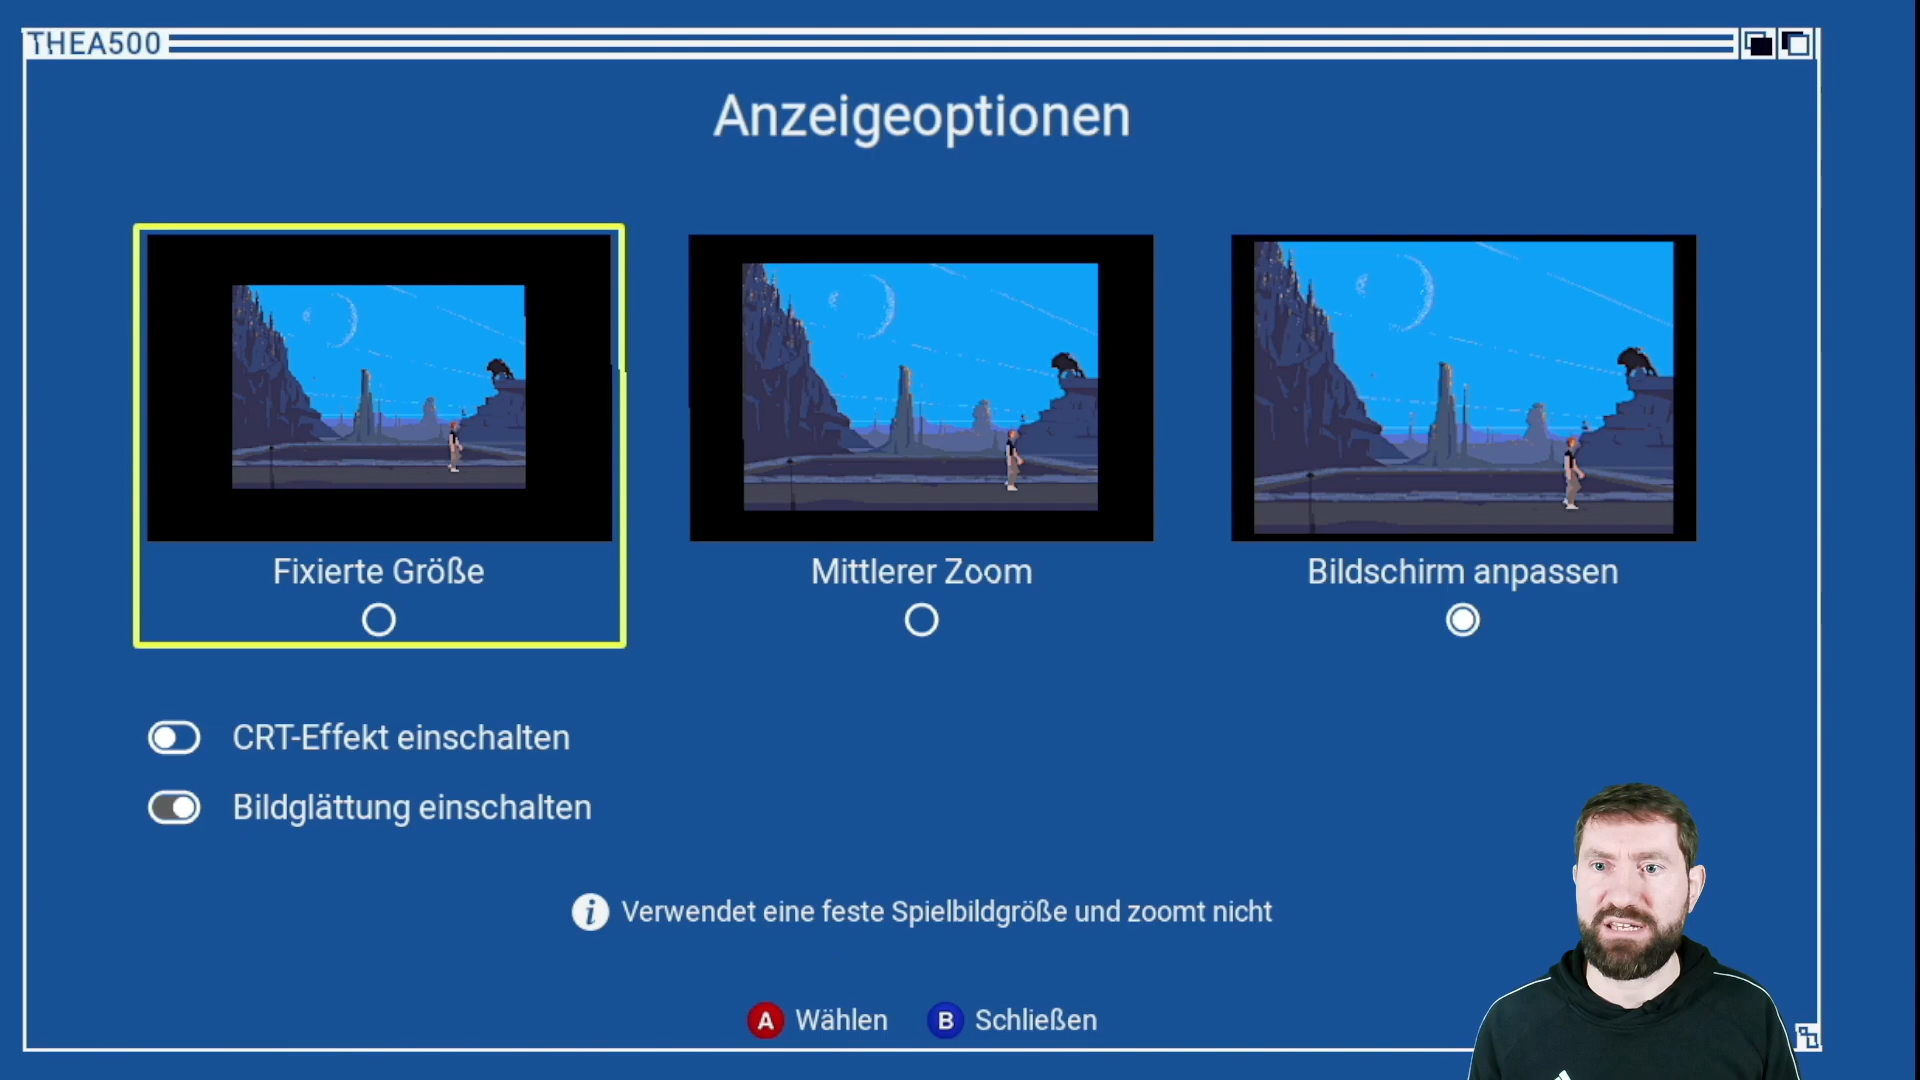 THEA500
Anzeigeoptionen
Fixierte Größe
Mittlerer Zoom
Bildschirm anpassen
CRT-Effekt einschalten
Bildglättung einschalten
i Verwendet eine feste Spielbildgröße und zoomt nicht
A Wählen B Schließen